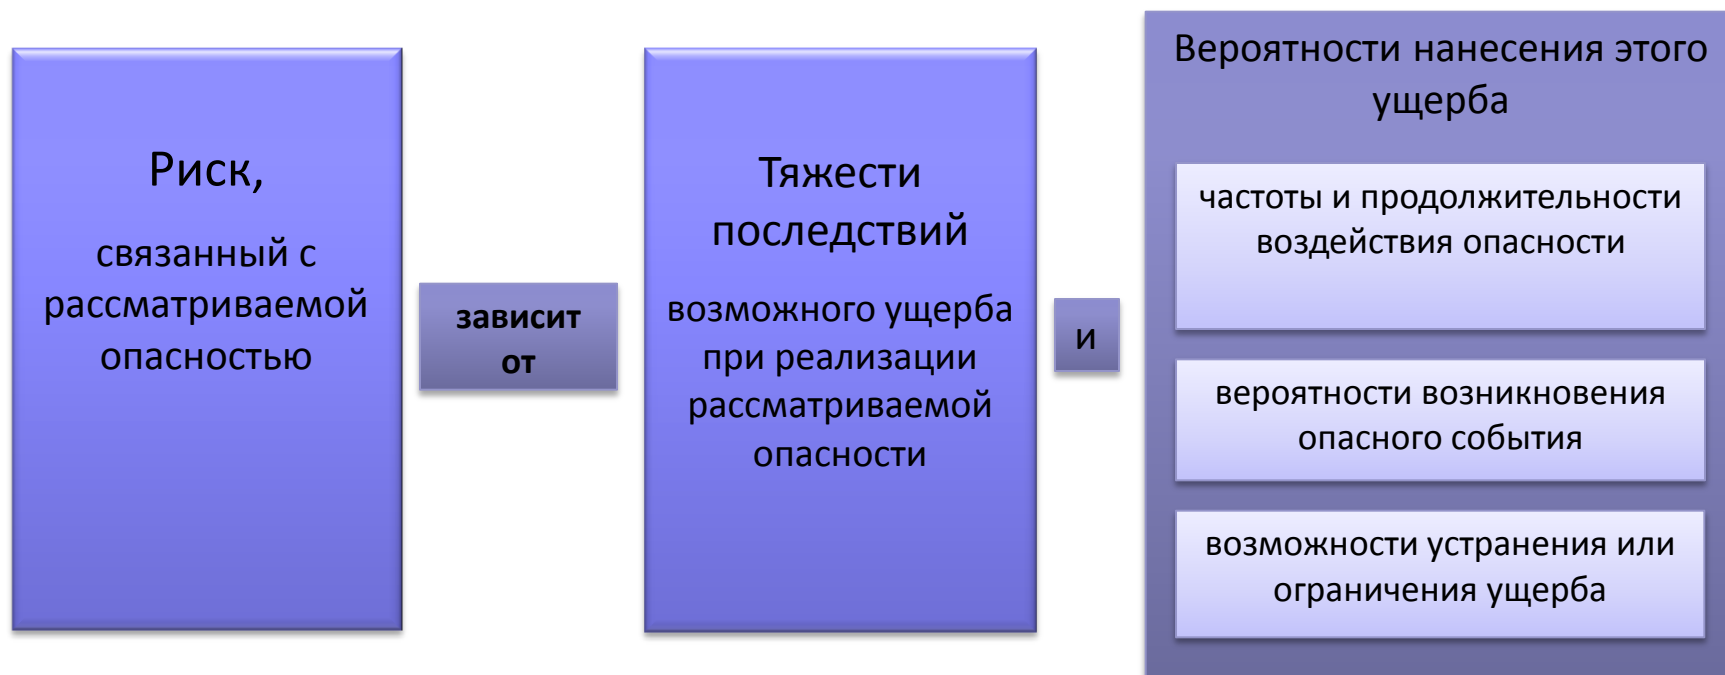 Риск,
связанный с
рассматриваемой
опасностью
зависит
от
Тяжести
последствий
возможного ущерба
при реализации
рассматриваемой
опасности
и
Вероятности нанесения этого
ущерба
частоты и продолжительности
воздействия опасности
вероятности возникновения
опасного события
возможности устранения или
ограничения ущерба